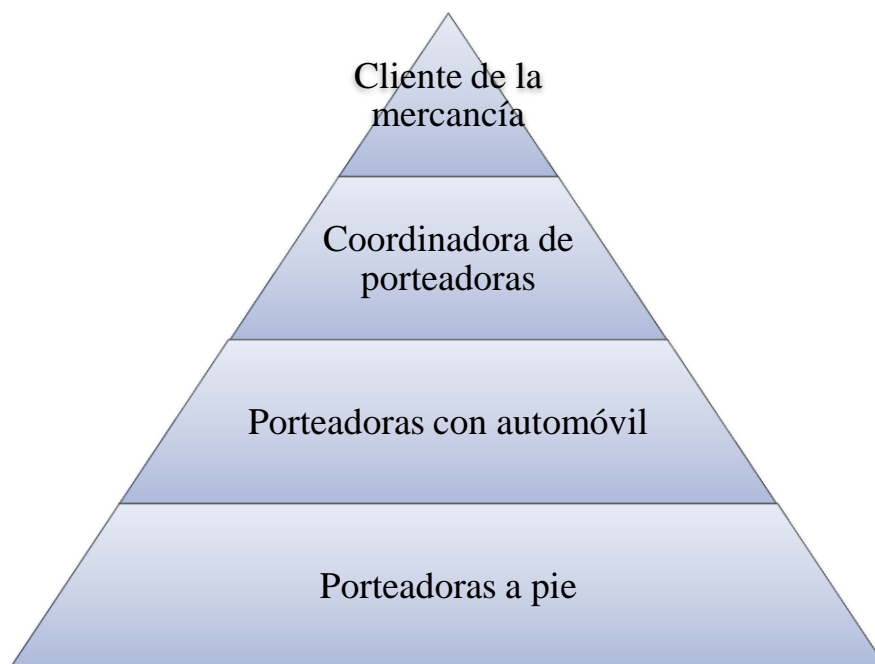 Cliente de la
mercancía
Coordinadora de
porteadoras
Porteadoras con automóvil
Porteadoras a pie